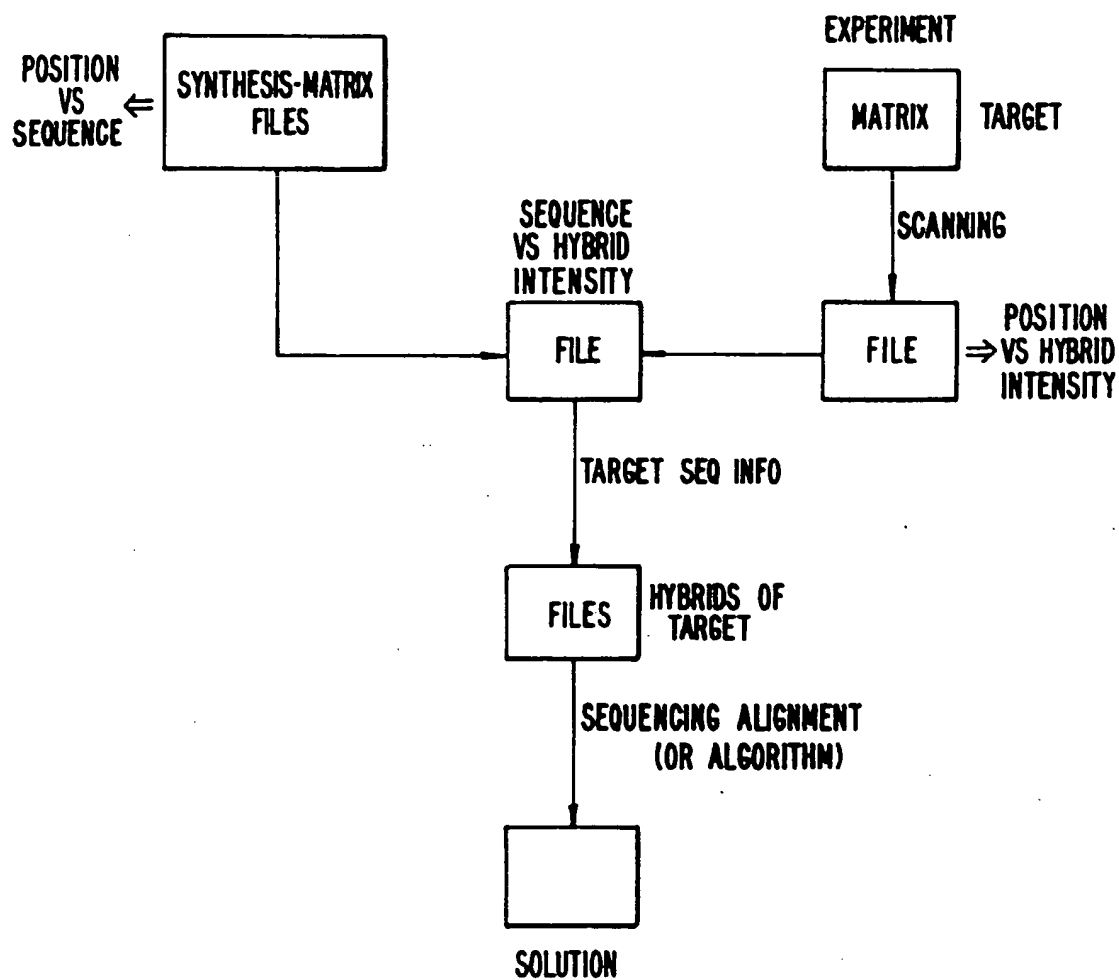 POSITION
VS
SEQUENCE
⇐
SYNTHESIS-MATRIX
FILES
EXPERIMENT
MATRIX
TARGET
SCANNING
SEQUENCE
VS HYBRID
INTENSITY
FILE
FILE
⇒
POSITION
VS HYBRID
INTENSITY
TARGET SEQ INFO
FILES
HYBRIDS OF
TARGET
SEQUENCING ALIGNMENT
(OR ALGORITHM)
SOLUTION